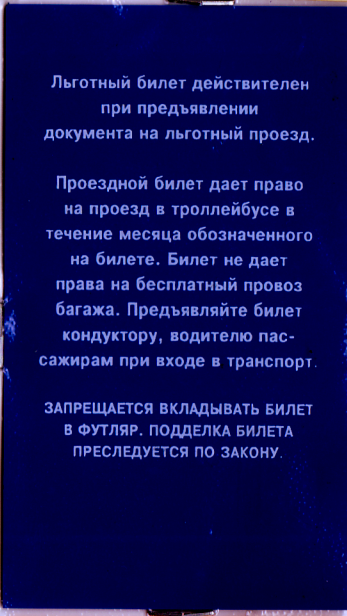 Льготный билет действителен
при предъявлении
документа на льготный проезд.
Проездной билет дает право
на проезд в троллейбусе в
течение месяца обозначенного
на билете. Билет не дает
права на бесплатный провоз
багажа. Предъявляйте билет
кондуктору, водителю пас-
сажирам при входе в транспорт.
ЗАПРЕЩАЕТСЯ ВКЛАДЫВАТЬ БИЛЕТ
В ФУТЛЯР. ПОДДЕЛКА БИЛЕТА
ПРЕСЛЕДУЕТСЯ ПО ЗАКОНУ.